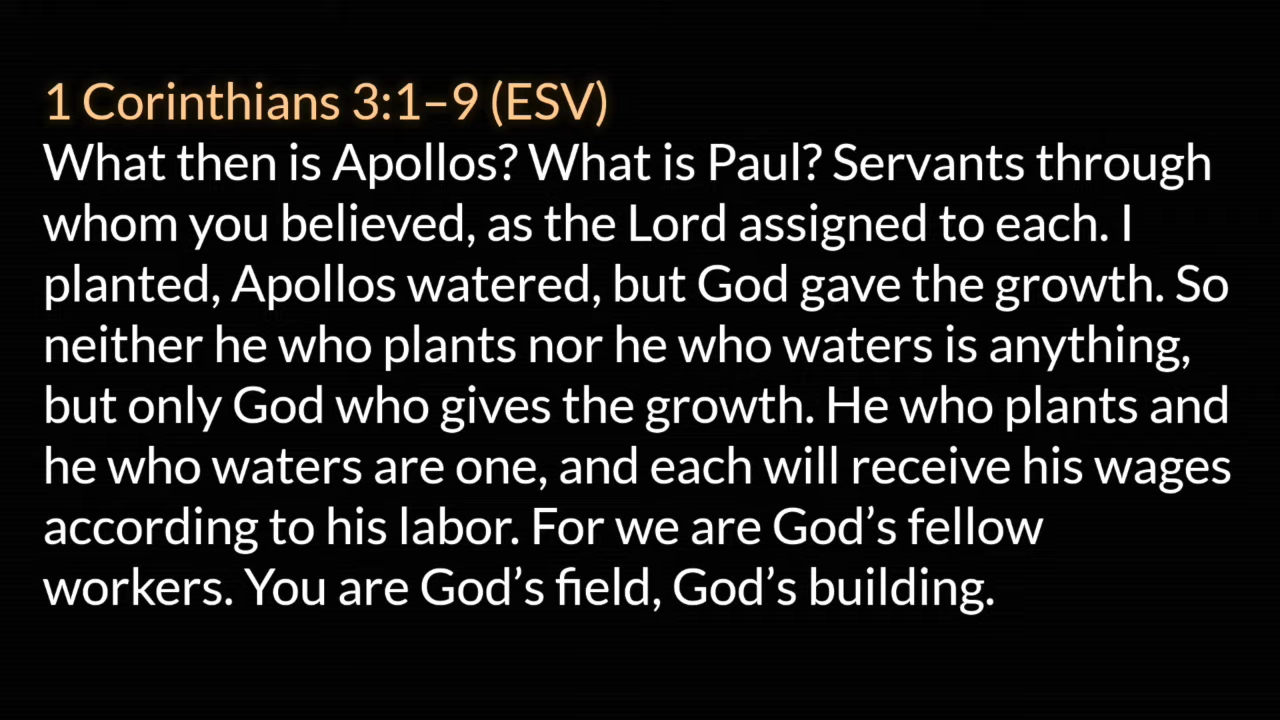 1 Corinthians 3:1–9 (ESV)
What then is Apollos? What is Paul? Servants through
whom you believed, as the Lord assigned to each. I
planted, Apollos watered, but God gave the growth. So
neither he who plants nor he who waters is anything,
but only God who gives the growth. He who plants and
he who waters are one, and each will receive his wages
according to his labor. For we are God’s fellow
workers. You are God’s field, God’s building.